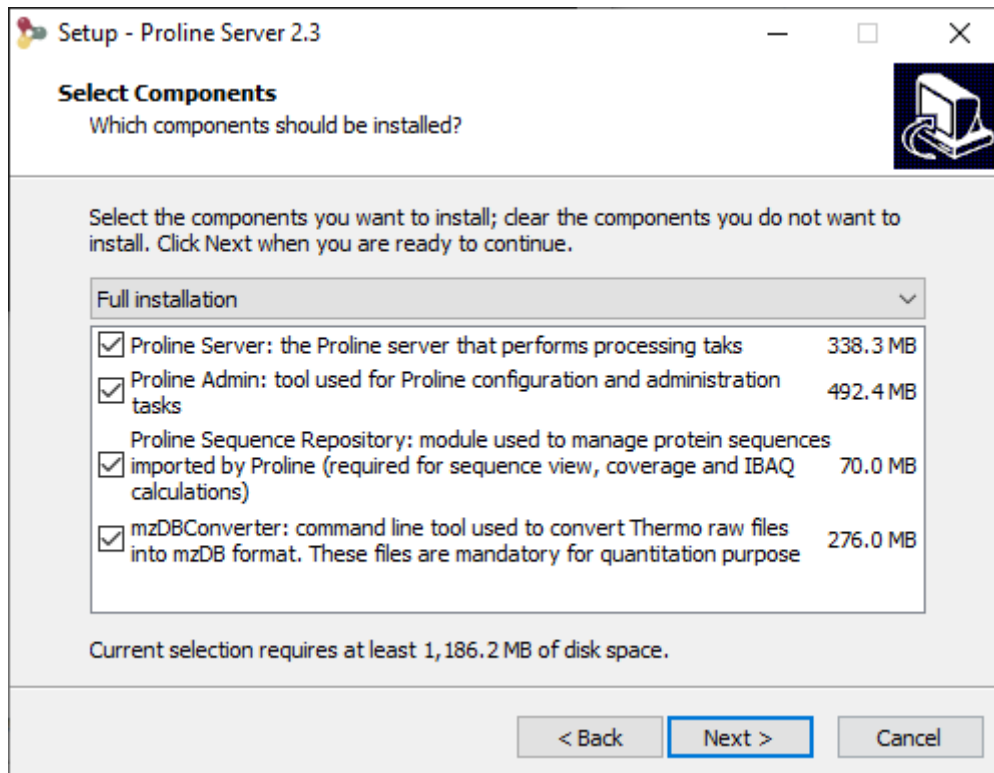 Setup - Proline Server 2.3
Select Components
Which components should be installed?
Select the components you want to install; clear the components you do not want to
install. Click Next when you are ready to continue.
Full installation
Proline Server: the Proline server that performs processing taks 338.3 MB
Proline Admin: tool used for Proline configuration and administration
tasks 492.4 MB
Proline Sequence Repository: module used to manage protein sequences
imported by Proline (required for sequence view, coverage and IBAQ 70.0 MB
calculations)
mzDBConverter: command line tool used to convert Thermo raw files
into mzDB format. These files are mandatory for quantitation purpose 276.0 MB
Current selection requires at least 1,186.2 MB of disk space.
< Back Next > Cancel